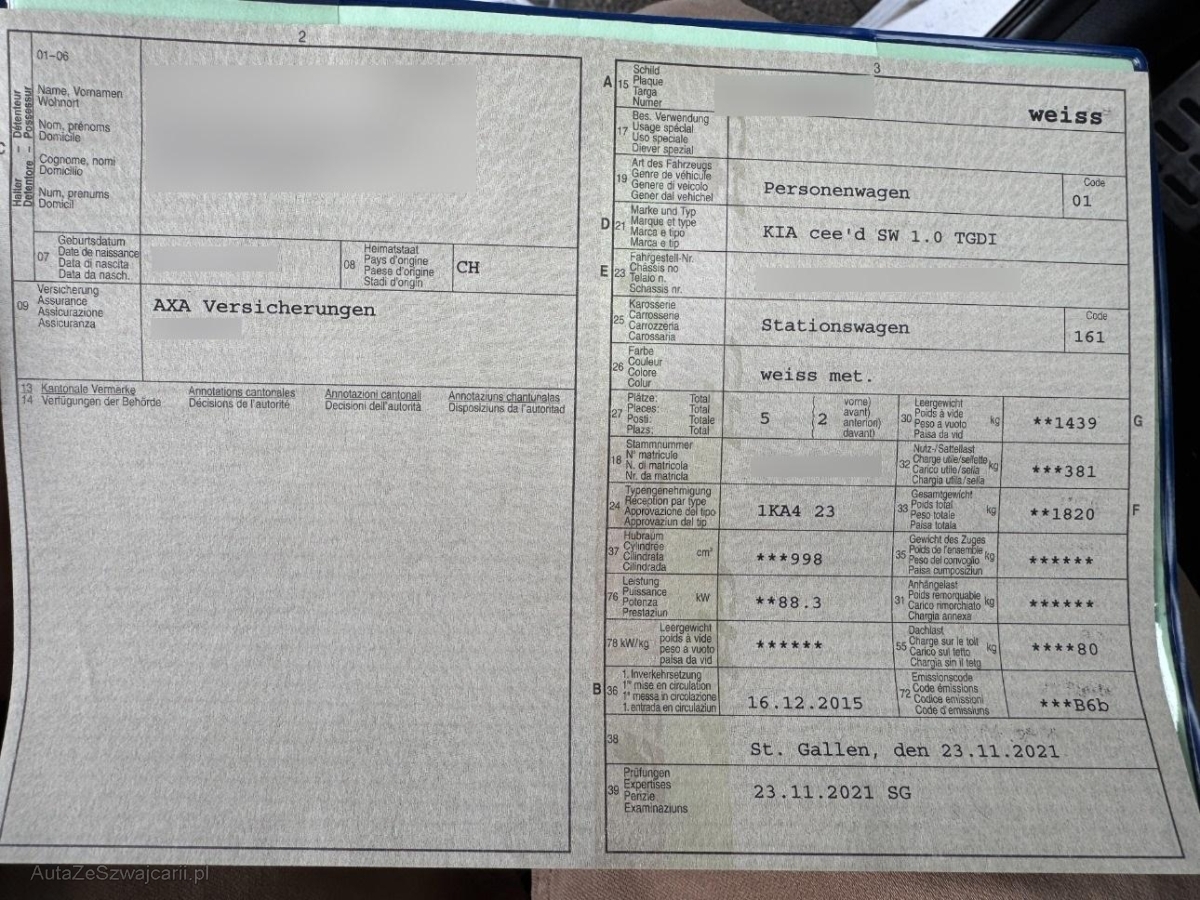 2
01-06
Halter – Détenteur
Detentore – Possessur
Name, Vornamen
Wohnort
Nom, prénoms
Domicile
Cognome, nomi
Domicilio
Num, prenums
Domicil
C
07
Geburtsdatum
Date de naissance
Data di nascita
Data da nasch.
08
Heimatstaat
Pays d'origine
Paese d'origine
Stadi d'origin
CH
09
Versicherung
Assurance
Assicurazione
Assicuranza
AXA Versicherungen
13 Kantonale Vermerke Annotations cantonales Annotazioni cantonali Annotaziuns chantunalas
14 Verfügungen der Behörde Décisions de l'autorité Decisioni dell'autorità Disposiziuns da l'autoritad
3
A 15
Schild
Plaque
Targa
Numer
weiss
17
Bes. Verwendung
Usage spécial
Uso speciale
Diever spezial
19
Art des Fahrzeugs
Genre de véhicule
Genere di veicolo
Gener dal vehichel
Personenwagen
Code
01
D 21
Marke und Typ
Marque et type
Marca e tipo
Marca e tip
KIA cee'd SW 1.0 TGDI
E 23
Fahrgestell-Nr.
Châssis no
Telaio n.
Schassis nr.
25
Karosserie
Carrosserie
Carrozzeria
Carossaria
Stationswagen
Code
161
26
Farbe
Couleur
Colore
Colur
weiss met.
27
Plätze: Total
Places: Total
Posti: Totale
Plazs: Total
5
2
vorne)
avant)
anteriori)
davant)
30
Leergewicht
Poids à vide
Peso a vuoto
Paisa da vid
kg
**1439
G
18
Stammnummer
N° matricule
N. di matricola
Nr. da matricla
32
Nutz-/Sattellast
Charge utile/sellette
Carico utile/sella
Chargia utila/sella
kg
***381
24
Typengenehmigung
Réception par type
Approvazione del tipo
Approvaziun dal tip
1KA4 23
33
Gesamtgewicht
Poids total
Peso totale
Paisa totala
kg
**1820
F
37
Hubraum
Cylindrée
Cilindrata
Cilindrada
cm³
***998
35
Gewicht des Zuges
Poids de l'ensemble
Peso del convoglio
Paisa cumposiziun
kg
******
76
Leistung
Puissance
Potenza
Prestaziun
kW
**88.3
31
Anhängelast
Poids remorquable
Carico rimorchiato
Chargia annexa
kg
******
78 kW/kg
Leergewicht
poids à vide
peso a vuoto
paisa da vid
******
55
Dachlast
Charge sur le toit
Carico sul tetto
Chargia sin il tetg
kg
****80
B 36
1. Inverkehrsetzung
1re mise en circulation
1a messa in circolazione
1. entrada en circulaziun
16.12.2015
72
Emissionscode
Code émissions
Codice emissioni
Code d'emissiuns
***B6b
38
St. Gallen, den 23.11.2021
39
Prüfungen
Expertises
Perizie
Examinaziuns
23.11.2021 SG
AutaZeSzwajcarii.pl